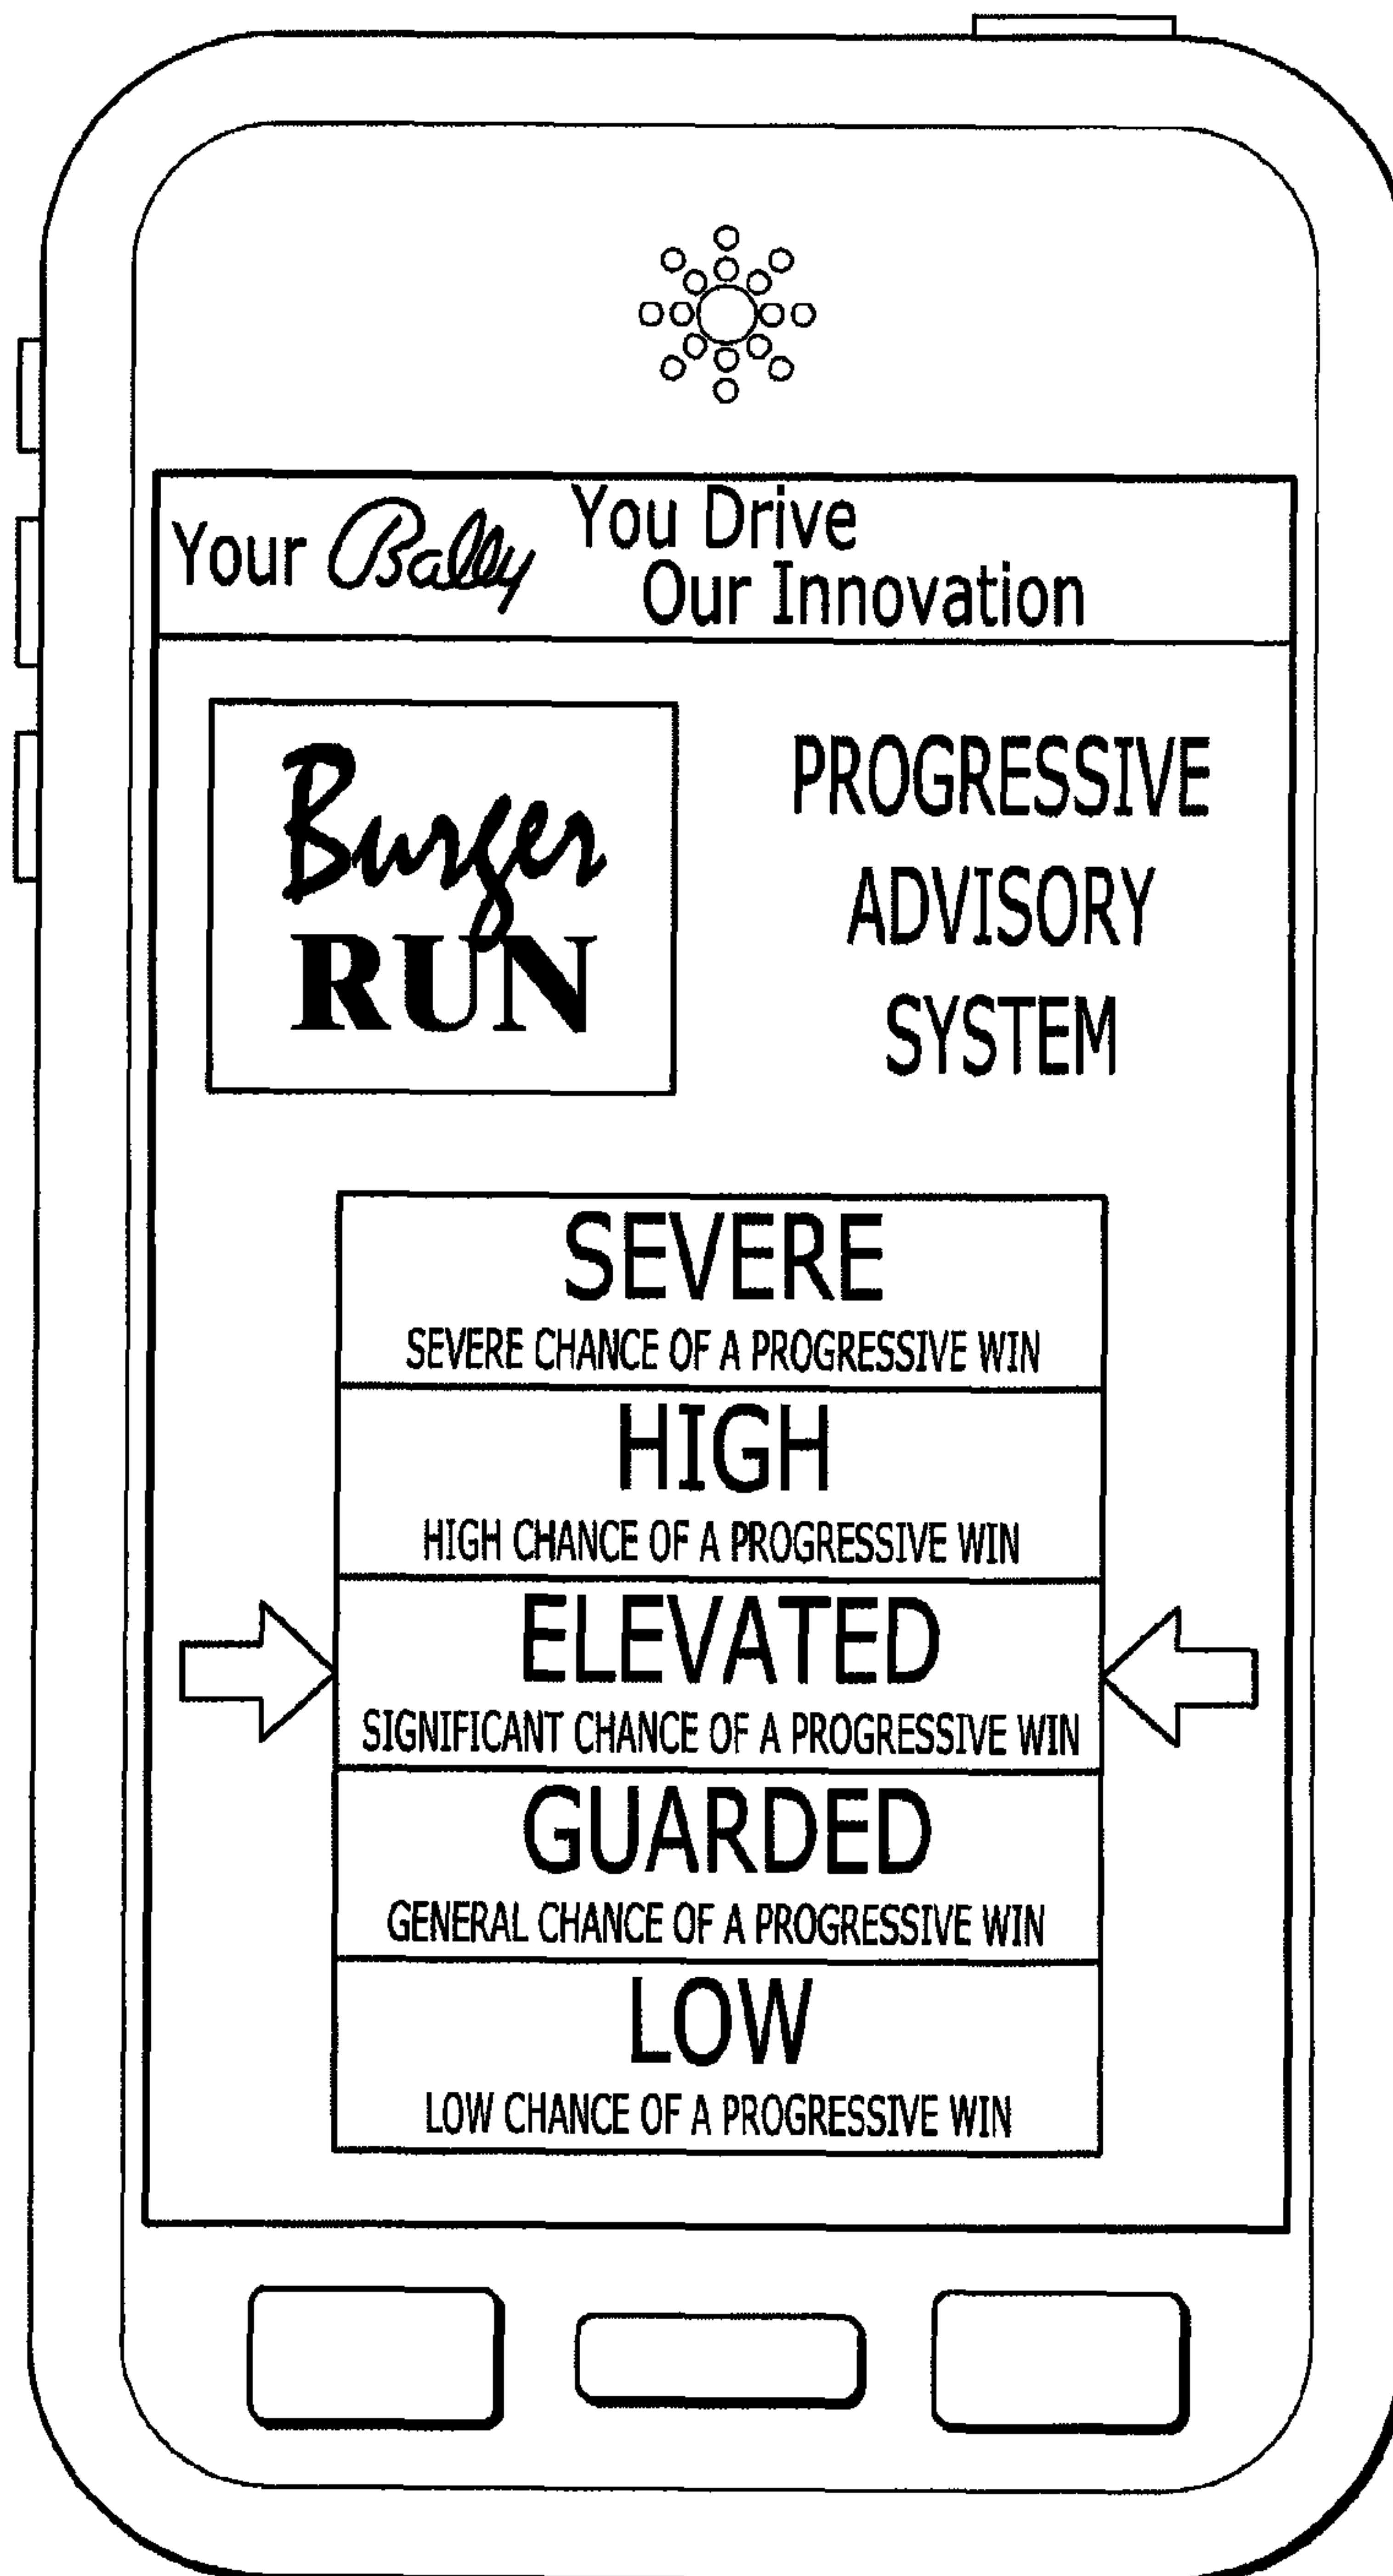 Your Bally You Drive
Our Innovation
Burger
RUN
PROGRESSIVE
ADVISORY
SYSTEM
SEVERE
SEVERE CHANCE OF A PROGRESSIVE WIN
HIGH
HIGH CHANCE OF A PROGRESSIVE WIN
ELEVATED
SIGNIFICANT CHANCE OF A PROGRESSIVE WIN
GUARDED
GENERAL CHANCE OF A PROGRESSIVE WIN
LOW
LOW CHANCE OF A PROGRESSIVE WIN